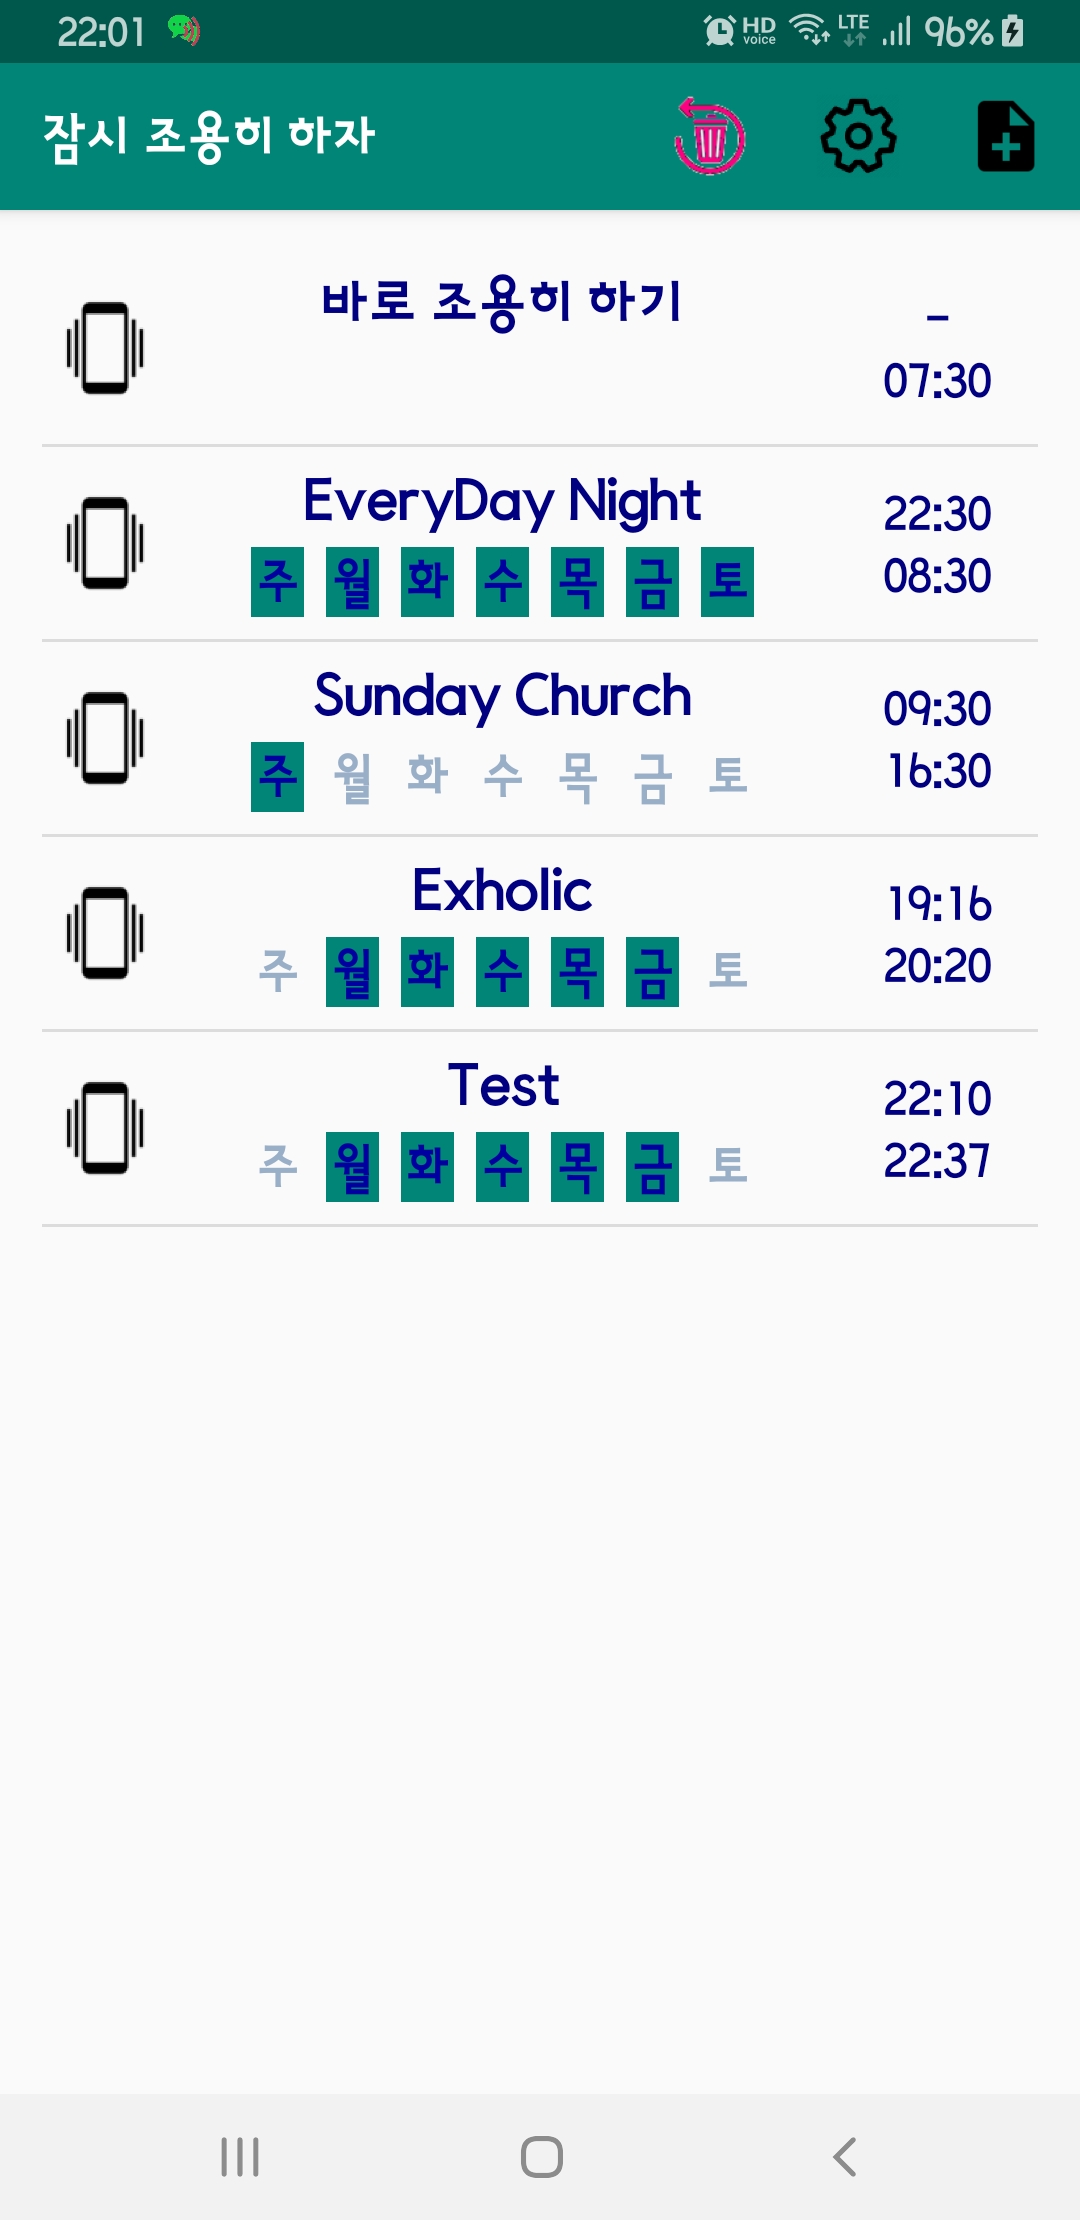 22:01 HD voice LTE 96%
잠시 조용히 하자
바로 조용히 하기 -
07:30
EveryDay Night 22:30
주 월 화 수 목 금 토 08:30
Sunday Church 09:30
주 월 화 수 목 금 토 16:30
Exholic 19:16
주 월 화 수 목 금 토 20:20
Test 22:10
주 월 화 수 목 금 토 22:37